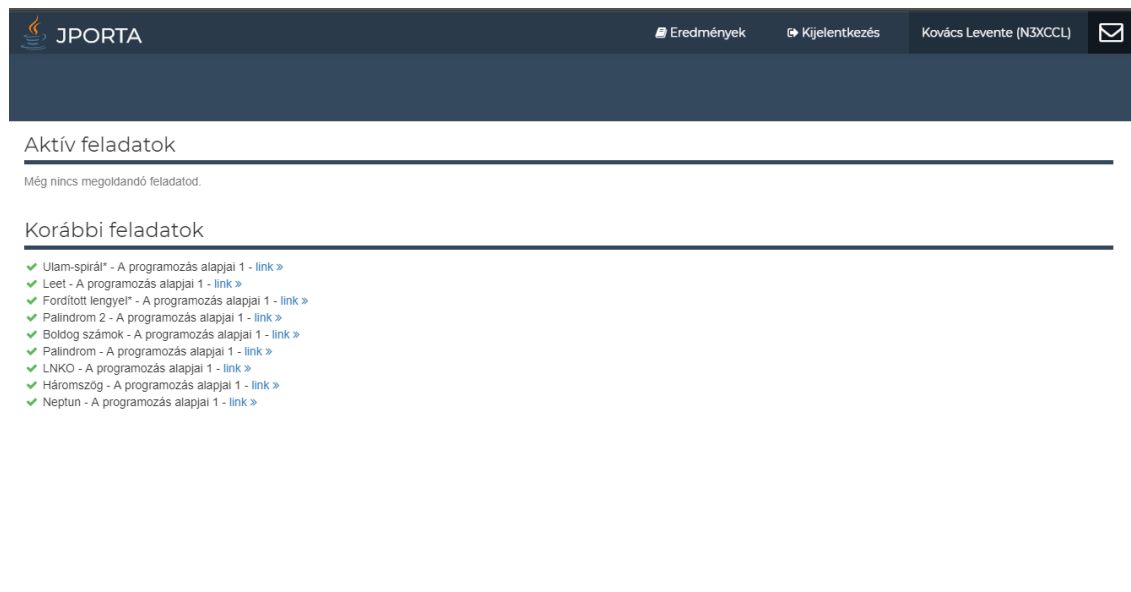 JPORTA
Eredmények
Kijelentkezés
Kovács Levente (N3XCCL)
Aktív feladatok
Még nincs megoldandó feladatod.
Korábbi feladatok
Ulam-spirál* - A programozás alapjai 1 - link »
Leet - A programozás alapjai 1 - link »
Fordított lengyel* - A programozás alapjai 1 - link »
Palindrom 2 - A programozás alapjai 1 - link »
Boldog számok - A programozás alapjai 1 - link »
Palindrom - A programozás alapjai 1 - link »
LNKO - A programozás alapjai 1 - link »
Háromszög - A programozás alapjai 1 - link »
Neptun - A programozás alapjai 1 - link »